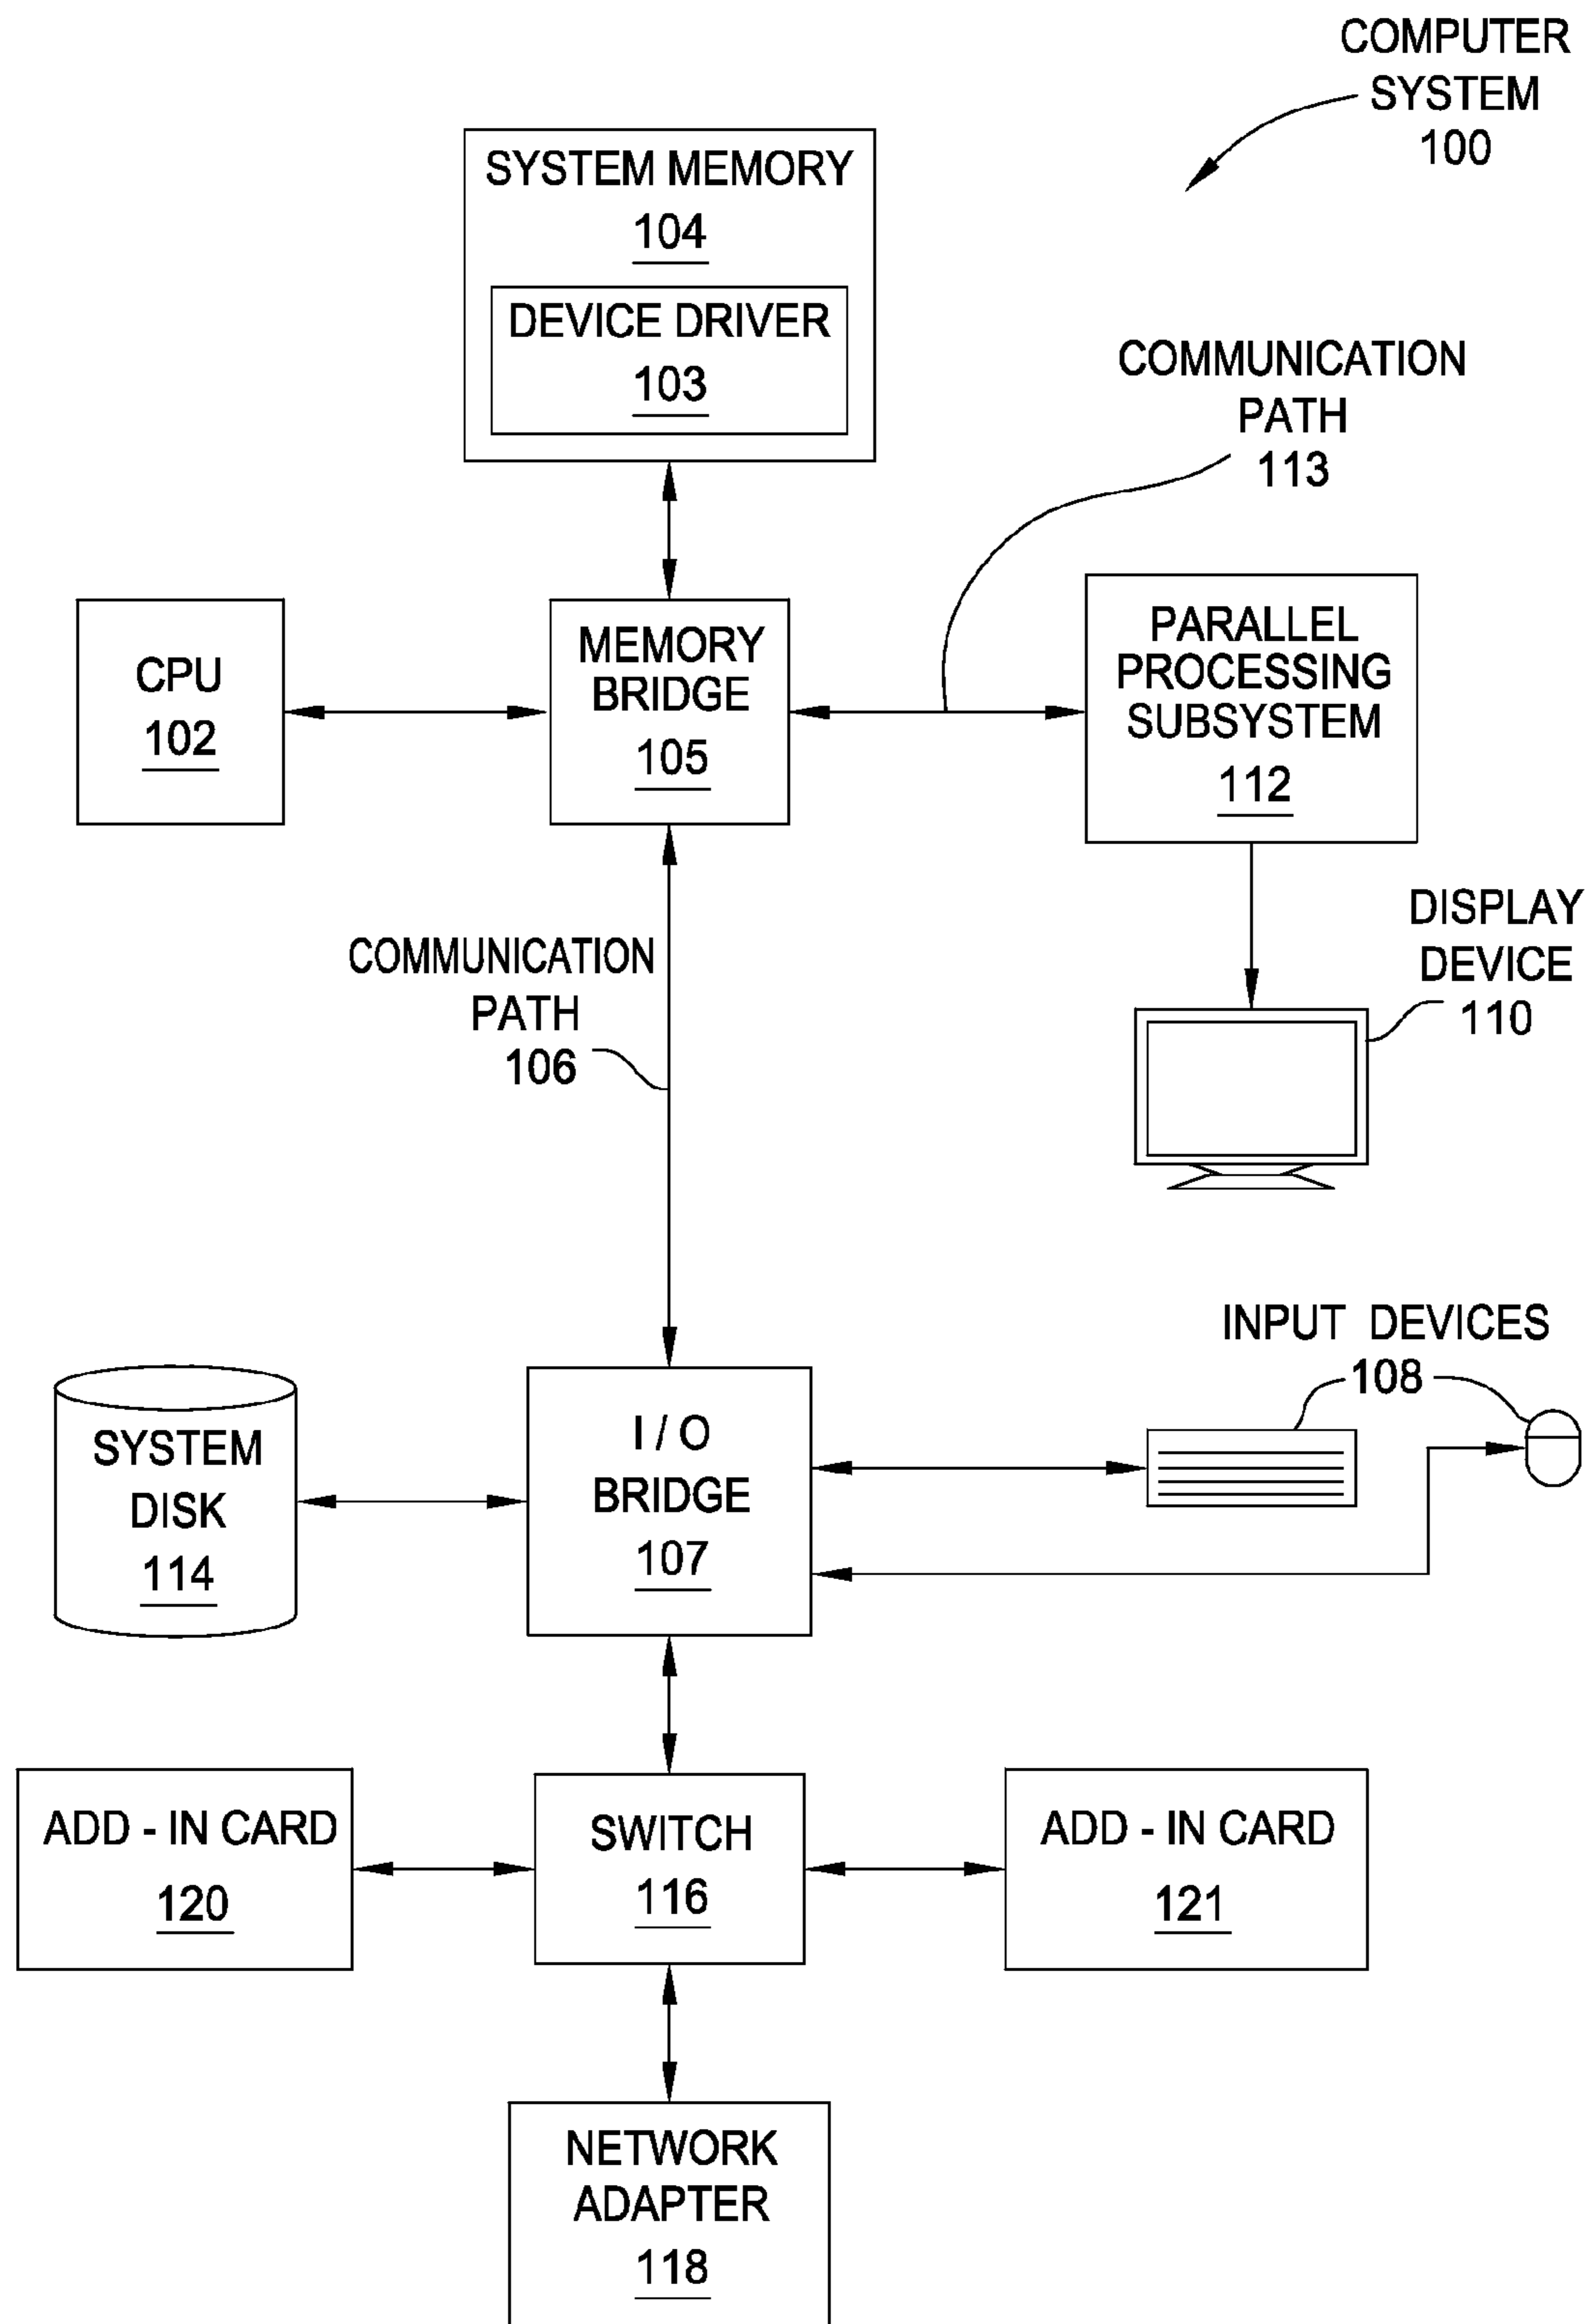 COMPUTER
SYSTEM
100
SYSTEM MEMORY
104
DEVICE DRIVER
103
COMMUNICATION
PATH
113
CPU
102
MEMORY
BRIDGE
105
PARALLEL
PROCESSING
SUBSYSTEM
112
COMMUNICATION
PATH
106
DISPLAY
DEVICE
110
INPUT DEVICES
108
SYSTEM
DISK
114
I / O
BRIDGE
107
ADD - IN CARD
120
SWITCH
116
ADD - IN CARD
121
NETWORK
ADAPTER
118